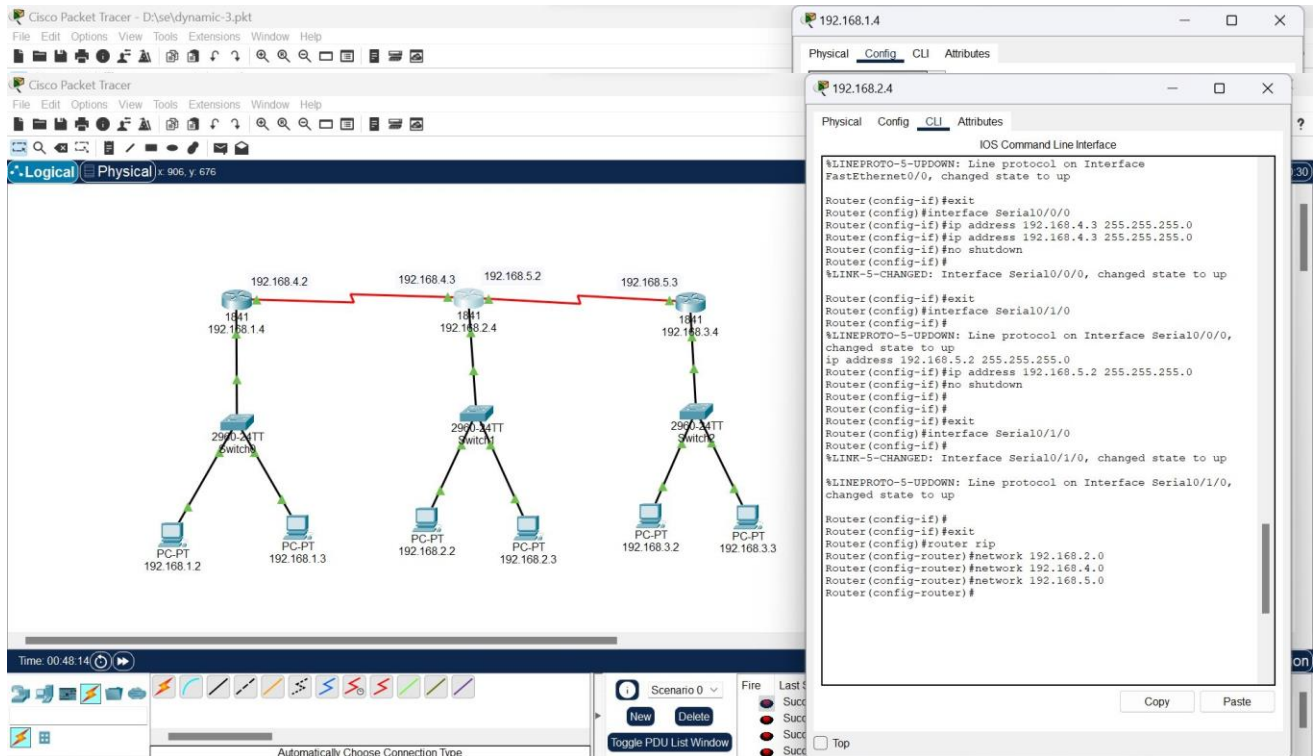 Cisco Packet Tracer - D:\se\dynamic-3.pkt
File Edit Options View Tools Extensions Window Help
192.168.1.4
Physical Config CLI Attributes
Cisco Packet Tracer
File Edit Options View Tools Extensions Window Help
Logical Physical x: 906, y: 676
192.168.4.2
192.168.4.3
192.168.5.2
192.168.5.3
1841
192.168.1.4
1841
192.168.2.4
1841
192.168.3.4
2960-24TT
Switch0
2960-24TT
Switch1
2960-24TT
Switch2
PC-PT
192.168.1.2
PC-PT
192.168.1.3
PC-PT
192.168.2.2
PC-PT
192.168.2.3
PC-PT
192.168.3.2
PC-PT
192.168.3.3
Time: 00:48:14
Automatically Choose Connection Type
Scenario 0
New Delete
Toggle PDU List Window
Fire
192.168.2.4
Physical Config CLI Attributes
IOS Command Line Interface
%LINEPROTO-5-UPDOWN: Line protocol on Interface
FastEthernet0/0, changed state to up
Router(config-if)#exit
Router(config)#interface Serial0/0/0
Router(config-if)#ip address 192.168.4.3 255.255.255.0
Router(config-if)#ip address 192.168.4.3 255.255.255.0
Router(config-if)#no shutdown
Router(config-if)#
%LINK-5-CHANGED: Interface Serial0/0/0, changed state to up
Router(config-if)#exit
Router(config)#interface Serial0/1/0
Router(config-if)#
%LINEPROTO-5-UPDOWN: Line protocol on Interface Serial0/0/0,
changed state to up
ip address 192.168.5.2 255.255.255.0
Router(config-if)#ip address 192.168.5.2 255.255.255.0
Router(config-if)#no shutdown
Router(config-if)#
Router(config-if)#
Router(config-if)#exit
Router(config)#interface Serial0/1/0
Router(config-if)#
%LINK-5-CHANGED: Interface Serial0/1/0, changed state to up
%LINEPROTO-5-UPDOWN: Line protocol on Interface Serial0/1/0,
changed state to up
Router(config-if)#
Router(config-if)#exit
Router(config)#router rip
Router(config-router)#network 192.168.2.0
Router(config-router)#network 192.168.4.0
Router(config-router)#network 192.168.5.0
Router(config-router)#
Copy Paste
Top